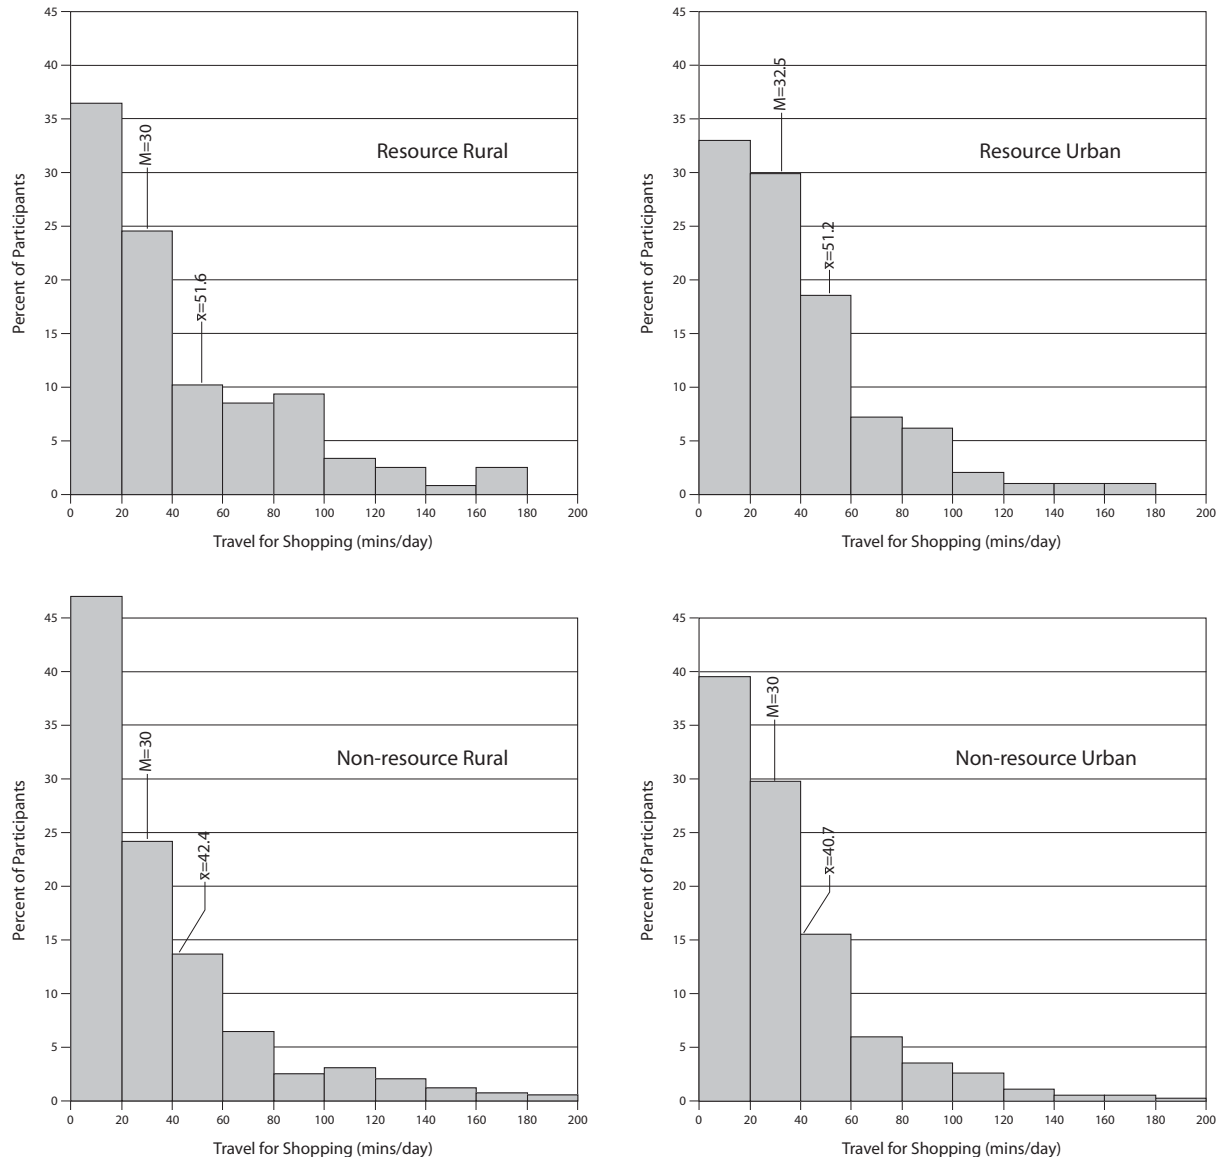 45
40
35
30
25
20
15
10
5
0
Percent of Participants
M=30
x̅=51.6
Resource Rural
0 20 40 60 80 100 120 140 160 180 200
Travel for Shopping (mins/day)
45
40
35
30
25
20
15
10
5
0
Percent of Participants
M=32.5
x̅=51.2
Resource Urban
0 20 40 60 80 100 120 140 160 180 200
Travel for Shopping (mins/day)
45
40
35
30
25
20
15
10
5
0
Percent of Participants
M=30
x̅=42.4
Non-resource Rural
0 20 40 60 80 100 120 140 160 180 200
Travel for Shopping (mins/day)
45
40
35
30
25
20
15
10
5
0
Percent of Participants
M=30
x̅=40.7
Non-resource Urban
0 20 40 60 80 100 120 140 160 180 200
Travel for Shopping (mins/day)